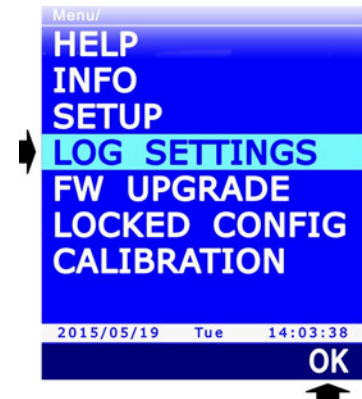 Menu/
HELP
INFO
SETUP
LOG SETTINGS
FW UPGRADE
LOCKED CONFIG
CALIBRATION
2015/05/19 Tue 14:03:38
OK